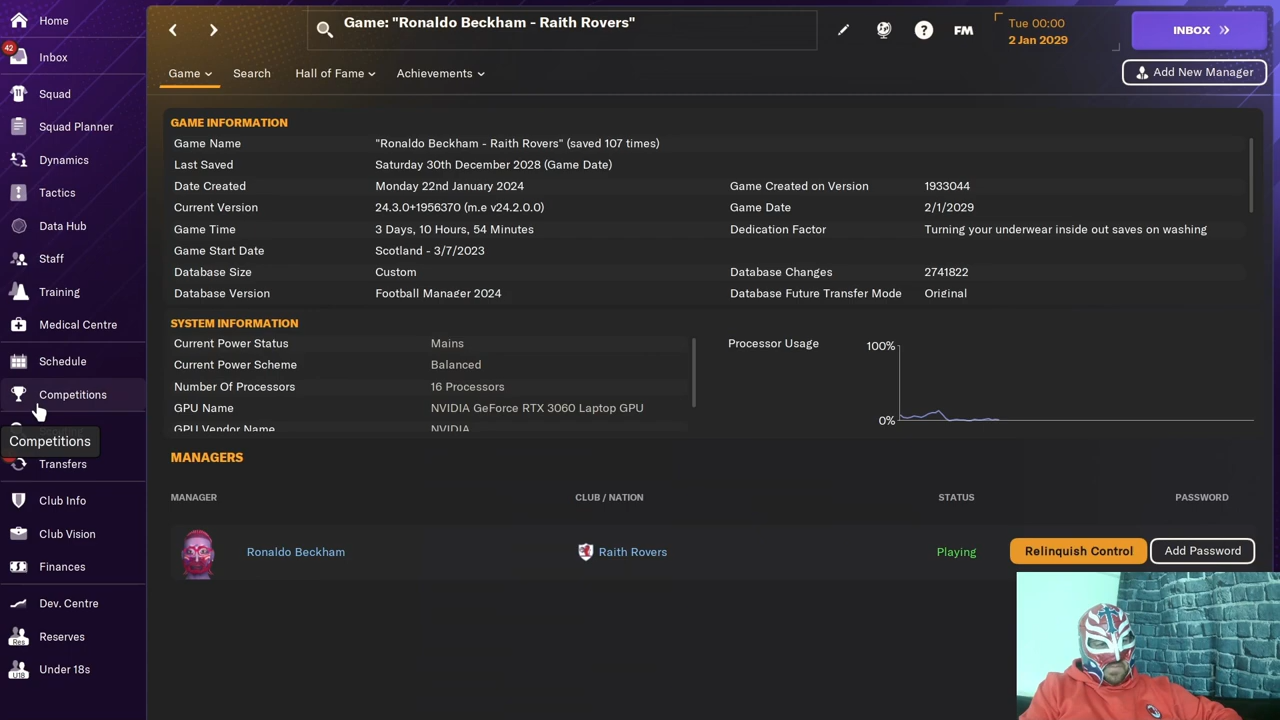 Home
42
Inbox
Squad
Squad Planner
Dynamics
Tactics
Data Hub
Staff
Training
Medical Centre
Schedule
Competitions
Competitions
Transfers
Club Info
Club Vision
Finances
Dev. Centre
Res
Reserves
U18
Under 18s
Game: "Ronaldo Beckham - Raith Rovers"
?
FM
Tue 00:00
2 Jan 2029
INBOX
Game
Search
Hall of Fame
Achievements
Add New Manager
GAME INFORMATION
Game Name "Ronaldo Beckham - Raith Rovers" (saved 107 times)
Last Saved Saturday 30th December 2028 (Game Date)
Date Created Monday 22nd January 2024 Game Created on Version 1933044
Current Version 24.3.0+1956370 (m.e v24.2.0.0) Game Date 2/1/2029
Game Time 3 Days, 10 Hours, 54 Minutes Dedication Factor Turning your underwear inside out saves on washing
Game Start Date Scotland - 3/7/2023
Database Size Custom Database Changes 2741822
Database Version Football Manager 2024 Database Future Transfer Mode Original
SYSTEM INFORMATION
Current Power Status Mains
Current Power Scheme Balanced
Number Of Processors 16 Processors
GPU Name NVIDIA GeForce RTX 3060 Laptop GPU
GPU Vendor Name NVIDIA
Processor Usage
100%
0%
MANAGERS
MANAGER CLUB / NATION STATUS PASSWORD
Ronaldo Beckham Raith Rovers Playing Relinquish Control Add Password